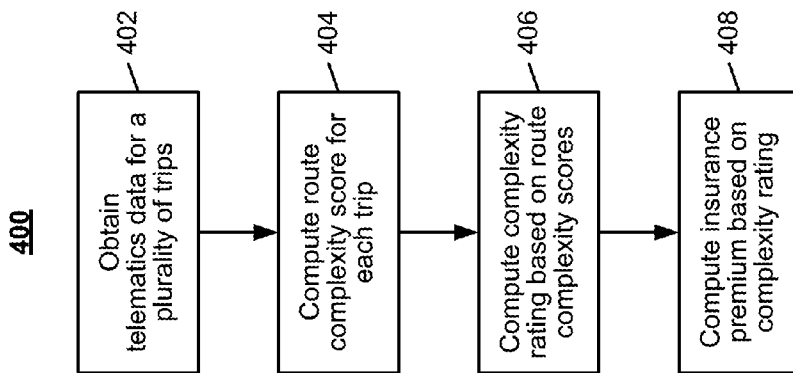 400
Obtain
telematics data for a
plurality of trips
402
Compute route
complexity score for
each trip
404
Compute complexity
rating based on route
complexity scores
406
Compute insurance
premium based on
complexity rating
408